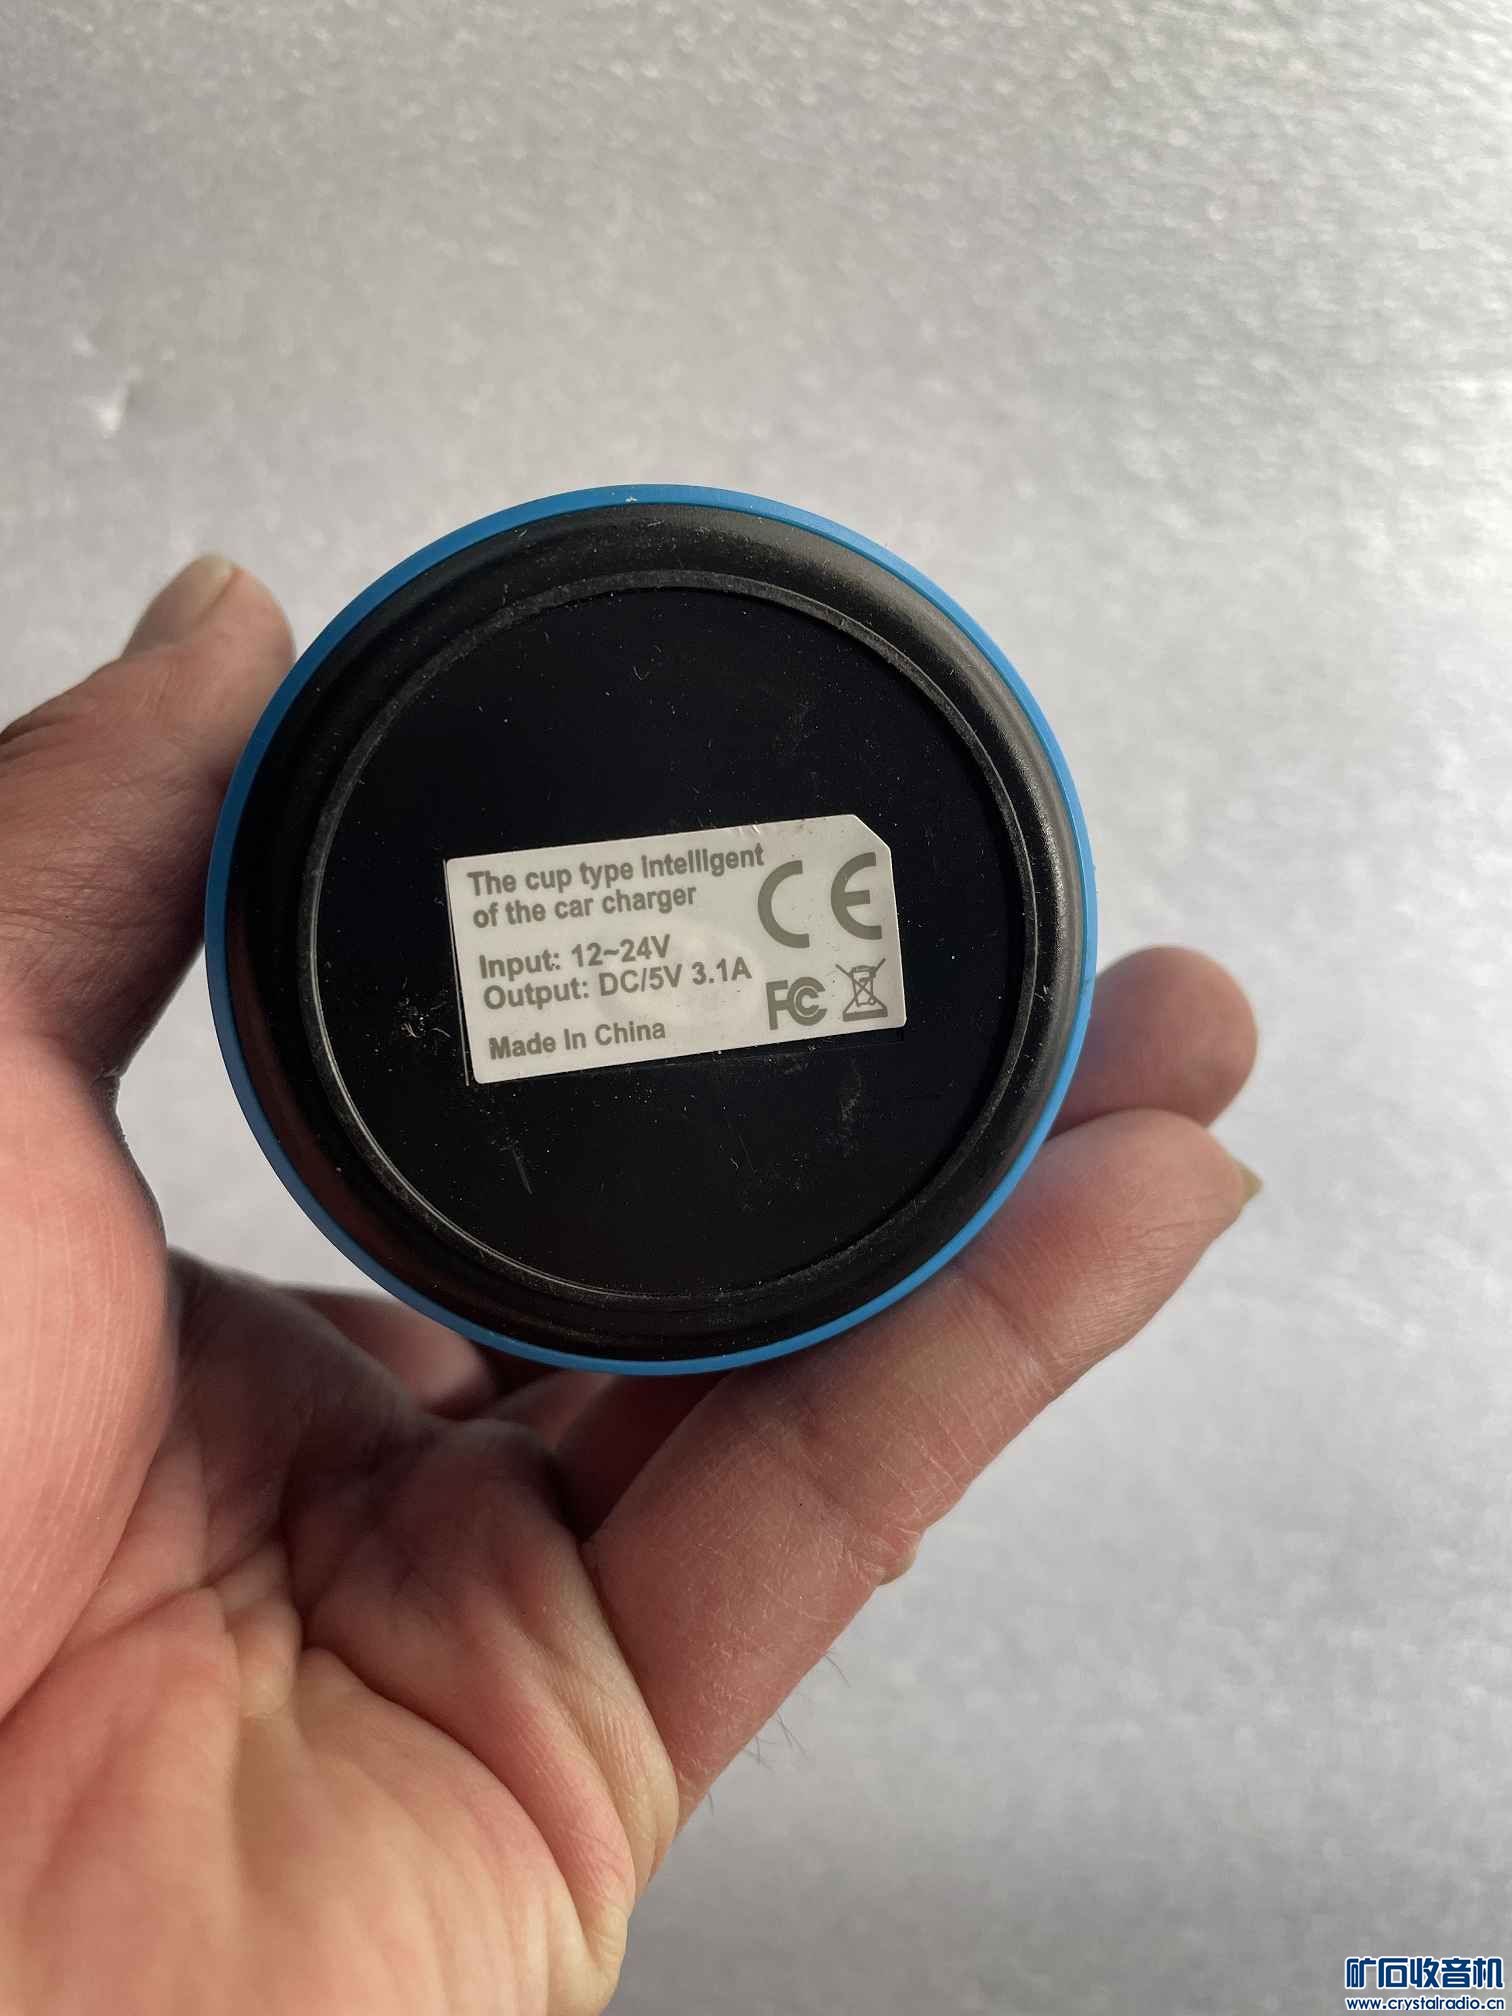 The cup type Intelligent
of the car charger
Input: 12~24V
Output: DC/5V 3.1A
Made In China
CE
FC
矿石收音机
www.crystalradio.cn